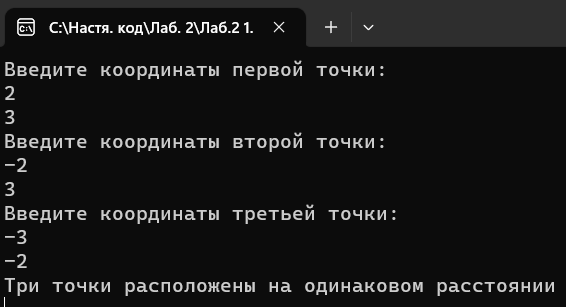 C:\Настя. код\Лаб. 2\Лаб.2 1.
Введите координаты первой точки:
2
3
Введите координаты второй точки:
-2
3
Введите координаты третьей точки:
-3
-2
Три точки расположены на одинаковом расстоянии